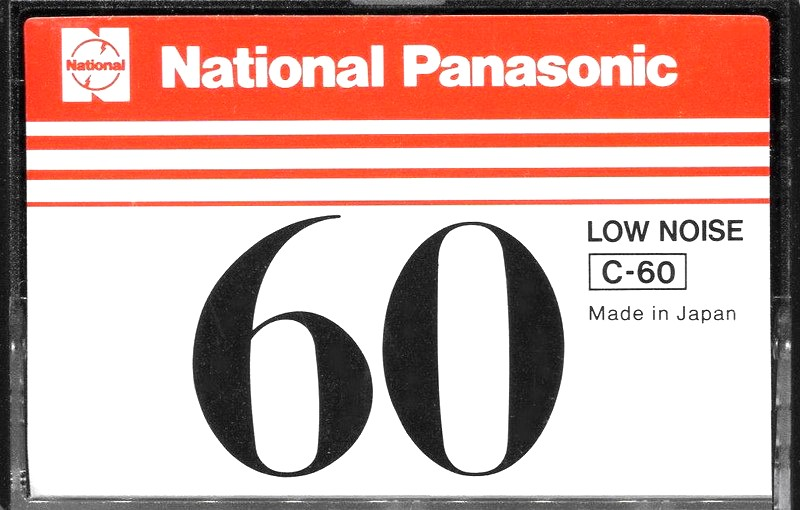 National
National Panasonic
60
LOW NOISE
C-60
Made in Japan